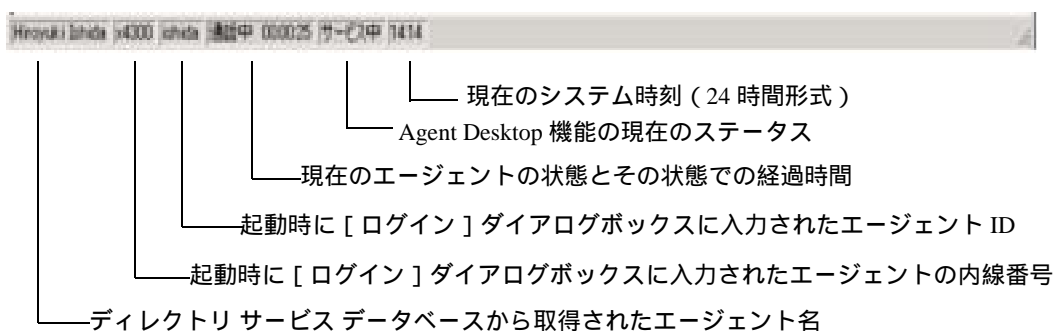 Hiroyuki Ishida x4300 ishida 通話中 0:00:25 サービス中 14:14
現在のシステム時刻 ( 24 時間形式 )
Agent Desktop 機能の現在のステータス
現在のエージェントの状態とその状態での経過時間
起動時に [ ログイン ] ダイアログボックスに入力されたエージェント ID
起動時に [ ログイン ] ダイアログボックスに入力されたエージェントの内線番号
ディレクトリ サービス データベースから取得されたエージェント名